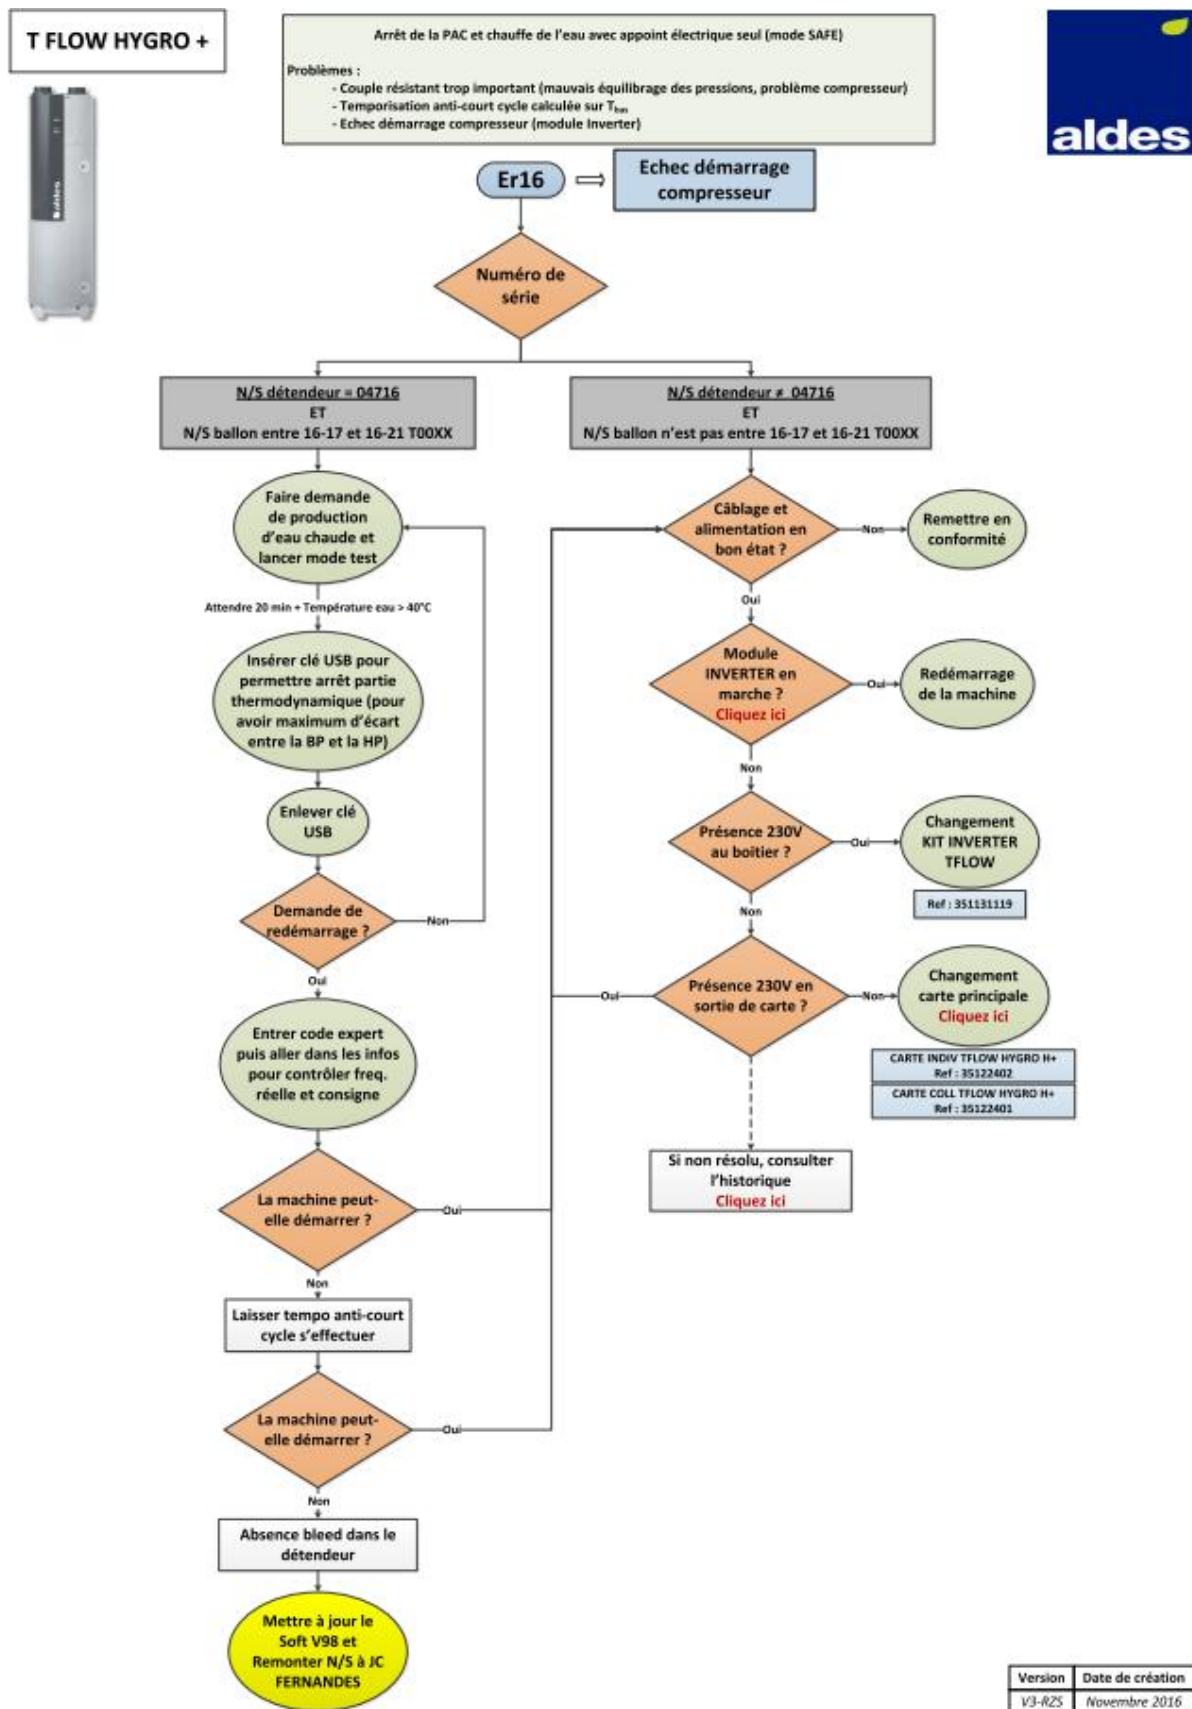 T FLOW HYGRO +
Arrêt de la PAC et chauffe de l'eau avec appoint électrique seul (mode SAFE)
Problèmes :
- Couple résistant trop important (mauvais équilibrage des pressions, problème compresseur)
- Temporisation anti-court cycle calculée sur
- Echec démarrage compresseur (module Inverter)
aldes
aldes
Er16
Echec démarrage
compresseur
Numéro de
série
N/S détendeur = 04716
ET
N/S ballon entre 16-17 et 16-21 T00XX
N/S détendeur ≠ 04716
ET
N/S ballon n'est pas entre 16-17 et 16-21 T00XX
Faire demande
de production
d'eau chaude et
lancer mode test
Attendre 20 min + Température eau > 40°C
Insérer clé USB pour
permettre arrêt partie
thermodynamique (pour
avoir maximum d'écart
entre la BP et la HP)
Enlever clé
USB
Demande de
redémarrage ?
Non
Oui
Entrer code expert
puis aller dans les infos
pour contrôler freq.
réelle et consigne
La machine peut-
elle démarrer ?
Oui
Non
Laisser tempo anti-court
cycle s'effectuer
La machine peut-
elle démarrer ?
Oui
Non
Absence bleed dans le
détendeur
Mettre à jour le
Soft V98 et
Remonter N/S à JC
FERNANDES
Câblage et
alimentation en
bon état ?
Non
Remettre en
conformité
Oui
Module
INVERTER en
marche ?
Cliquez ici
Oui
Redémarrage
de la machine
Non
Présence 230V
au boitier ?
Oui
Changement
KIT INVERTER
TFLOW
Ref : 351131119
Non
Présence 230V en
sortie de carte ?
Oui
Non
Changement
carte principale
Cliquez ici
CARTE INDIV TFLOW HYGRO H+
Ref : 35122402
CARTE COLL TFLOW HYGRO H+
Ref : 35122401
Si non résolu, consulter
l'historique
Cliquez ici
Version Date de création
V3-RZS Novembre 2016